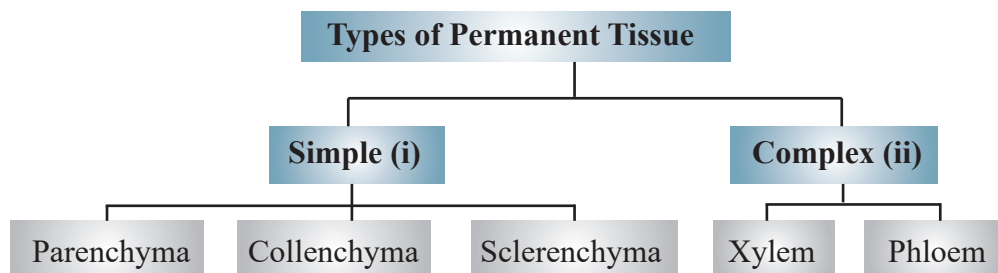 Types of Permanent Tissue
Simple (i)
Complex (ii)
Parenchyma
Collenchyma
Sclerenchyma
Xylem
Phloem